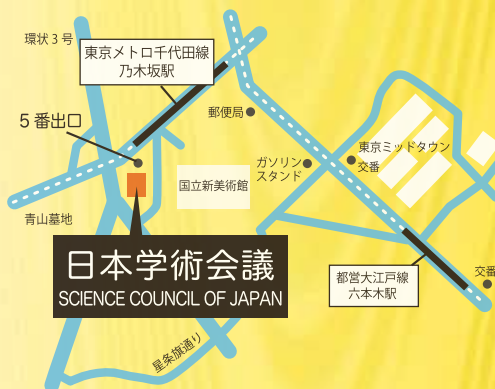 環状3号
東京メトロ千代田線
乃木坂駅
5番出口
郵便局
ガソリン
スタンド
東京ミッドタウン
交番
国立新美術館
青山墓地
日本学術会議
SCIENCE COUNCIL OF JAPAN
都営大江戸線
六本木駅
交番
星条旗通り